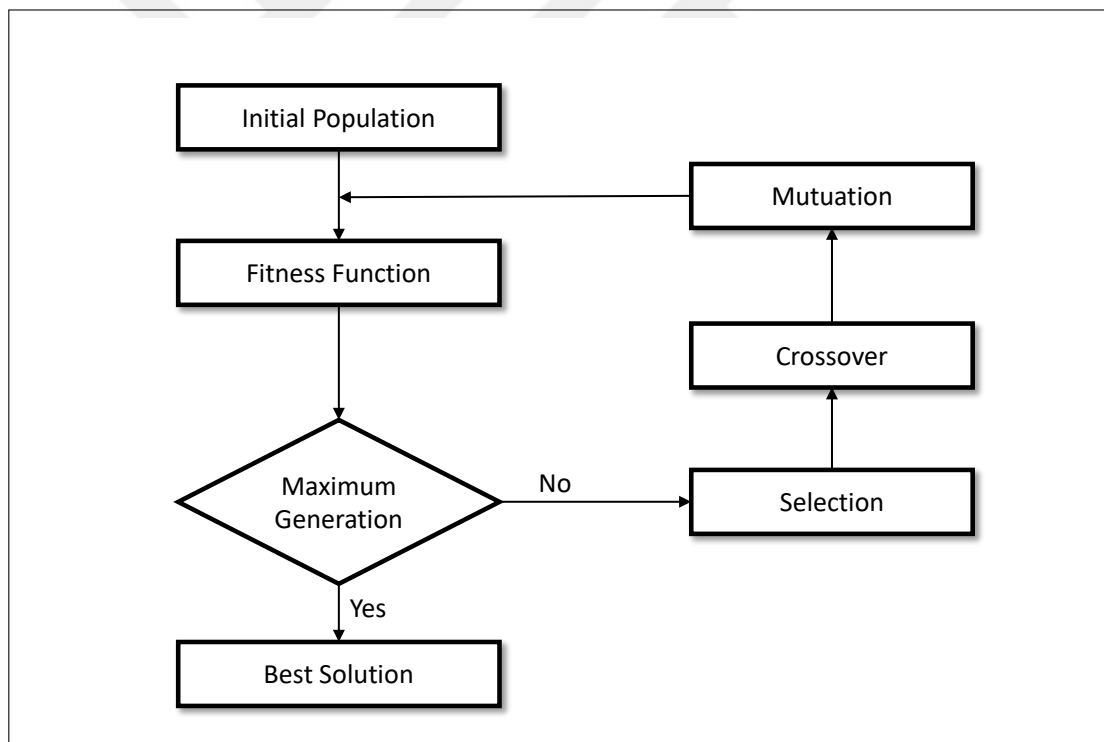 Initial Population
Mutuation
Fitness Function
Crossover
Maximum
Generation
No
Selection
Yes
Best Solution